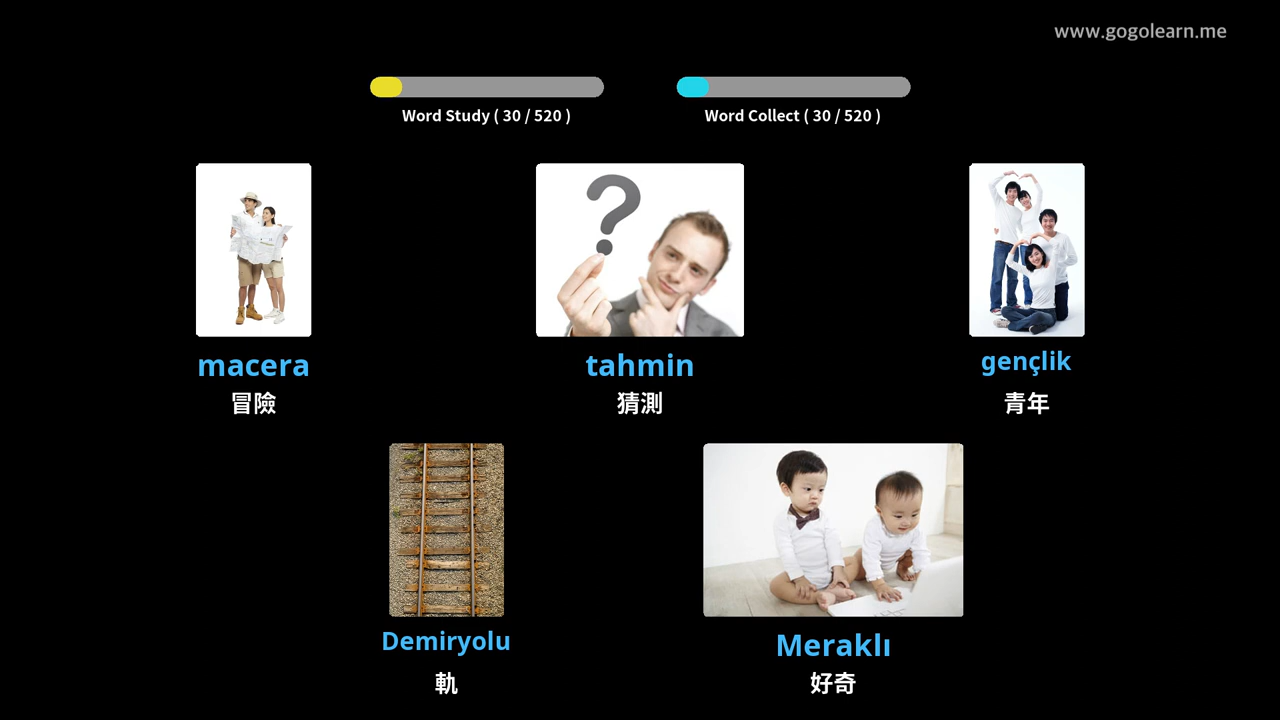 www.gogolearn.me
Word Study ( 30 / 520 )
Word Collect ( 30 / 520 )
macera
tahmin
gençlik
冒險
猜測
青年
Demiryolu
Meraklı
軌
好奇